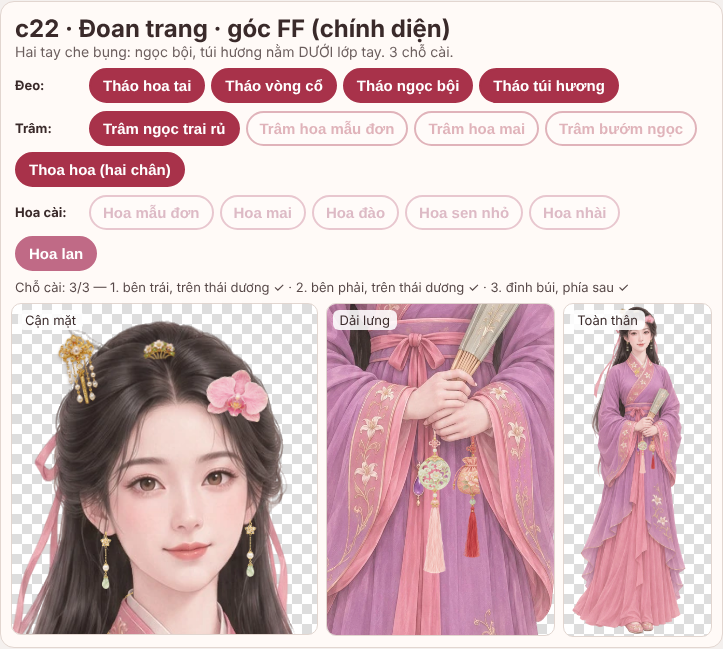 c22 · Đoan trang · góc FF (chính diện)
Hai tay che bụng: ngọc bội, túi hương nằm DƯỚI lớp tay. 3 chỗ cài.
Đeo: Tháo hoa tai Tháo vòng cổ Tháo ngọc bội Tháo túi hương
Trâm: Trâm ngọc trai rủ Trâm hoa mẫu đơn Trâm hoa mai Trâm bướm ngọc
Thoa hoa (hai chân)
Hoa cài: Hoa mẫu đơn Hoa mai Hoa đào Hoa sen nhỏ Hoa nhài
Hoa lan
Chỗ cài: 3/3 — 1. bên trái, trên thái dương ✓ · 2. bên phải, trên thái dương ✓ · 3. đỉnh búi, phía sau ✓
Cận mặt Dải lưng Toàn thân